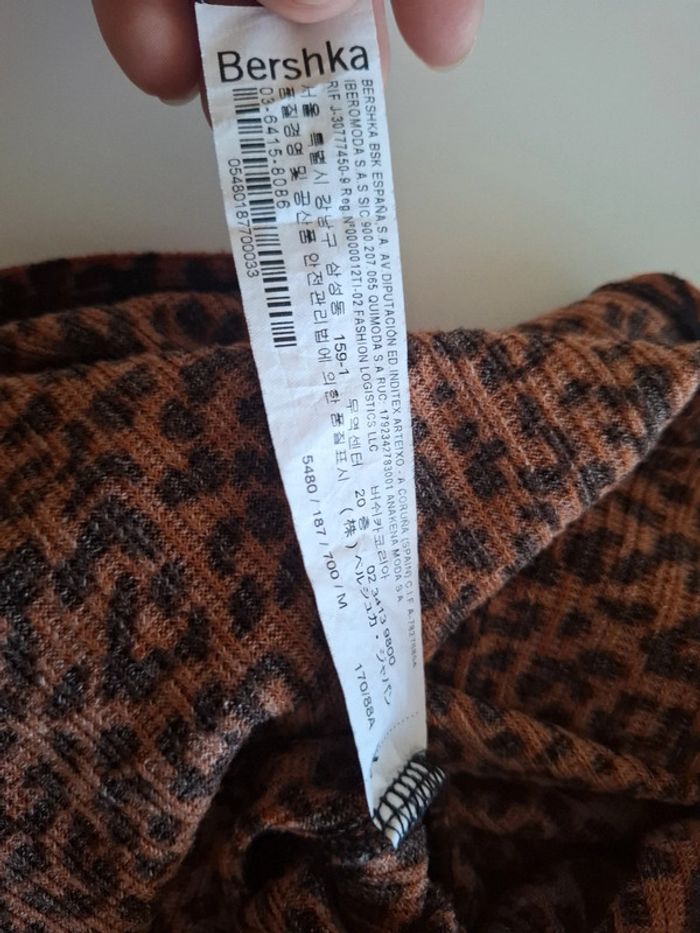 Bershka
BERSHKA BSK ESPAÑA,S.A. AV.DIPUTACIÓN ED INDITEX ARTEIXO - A CORUÑA (SPAIN) C.I.F. A-78276854
IBEROMODA S.A.S SIC 900.207.065 QUIMODA S.A RUC: 1792342783001 ANAKENA MODA S.A
RIF J-30777450-9 Reg.Nº0000012TI-02 FASHION LOGISTICS LLC 버쉬카코리아 02 3413 9800
서울 특별시 강남구 삼성동 159-1 무역센터 20 층 (株)ベルシュカ・ジャパン
품질경영및 공산품 안전관리법에 의한 품질표시
03-6415-8086
05480187700033
5480 / 187 / 700 / M
170/88A